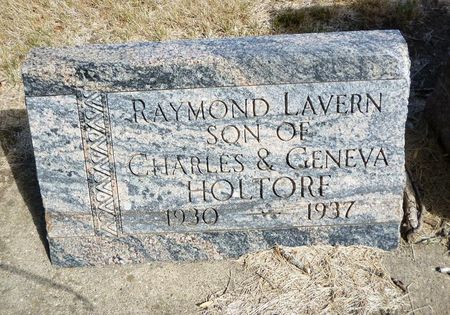 RAYMOND LAVERN
SON OF
CHARLES & GENEVA
HOLTORF
1930 1937